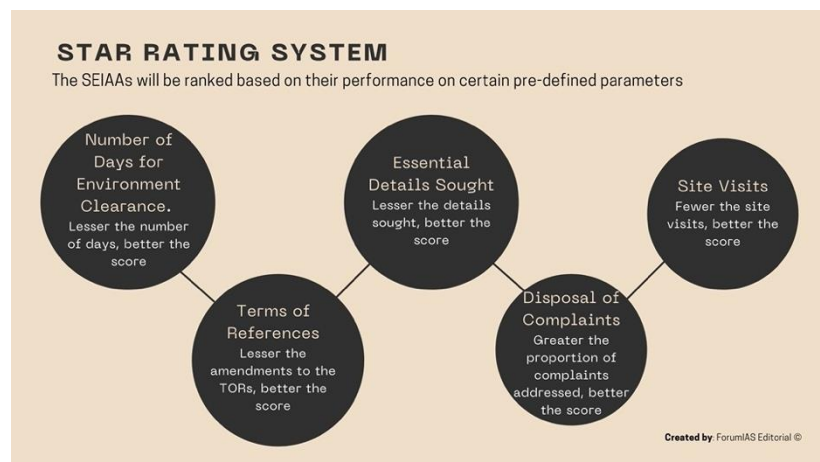 STAR RATING SYSTEM
The SEIAAs will be ranked based on their performance on certain pre-defined parameters
Number of
Days for
Environment
Clearance.
Lesser the number
of days, better the
score
Terms of
References
Lesser the
amendments to the
TORs, better the
score
Essential
Details Sought
Lesser the details
sought, better the
score
Disposal of
Complaints
Greater the
proportion of
complaints
addressed, better
the score
Site Visits
Fewer the site
visits, better the
score
Created by: ForumIAS Editorial ©